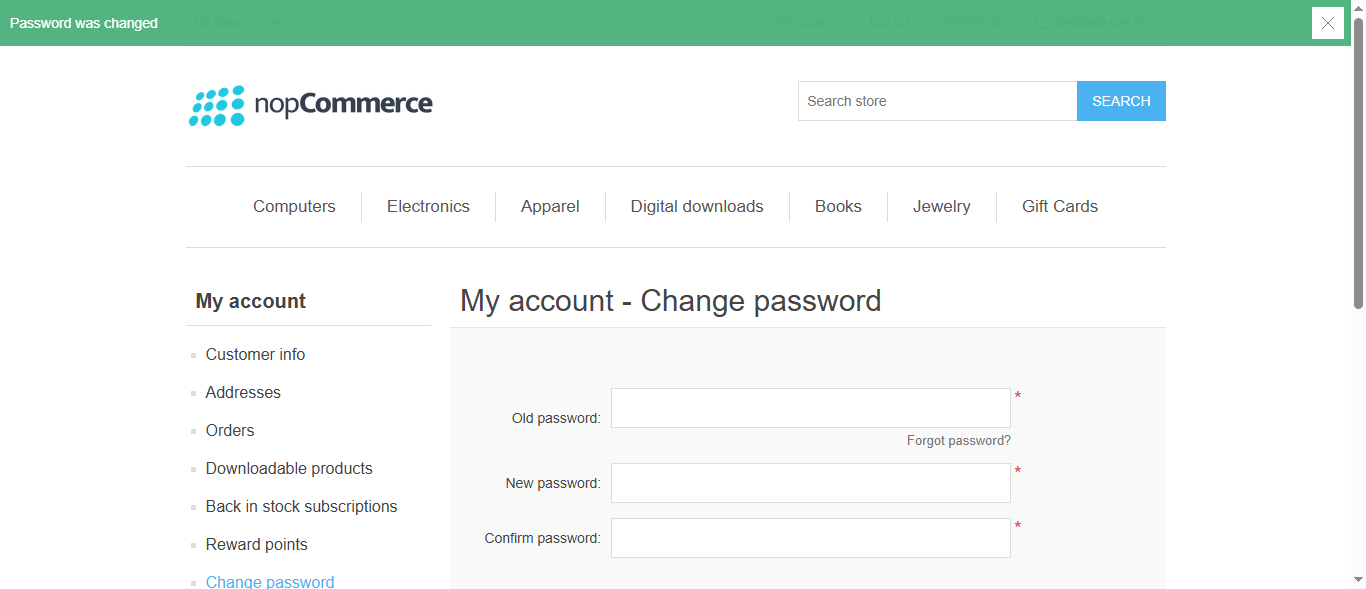 Password was changed
US Dollar
My account Log out Wishlist (0) Shopping cart (0)
nopCommerce
Search store
SEARCH
Computers Electronics Apparel Digital downloads Books Jewelry Gift Cards
My account
My account - Change password
Customer info
Addresses
Orders
Downloadable products
Back in stock subscriptions
Reward points
Change password
Old password: *
Forgot password?
New password: *
Confirm password: *